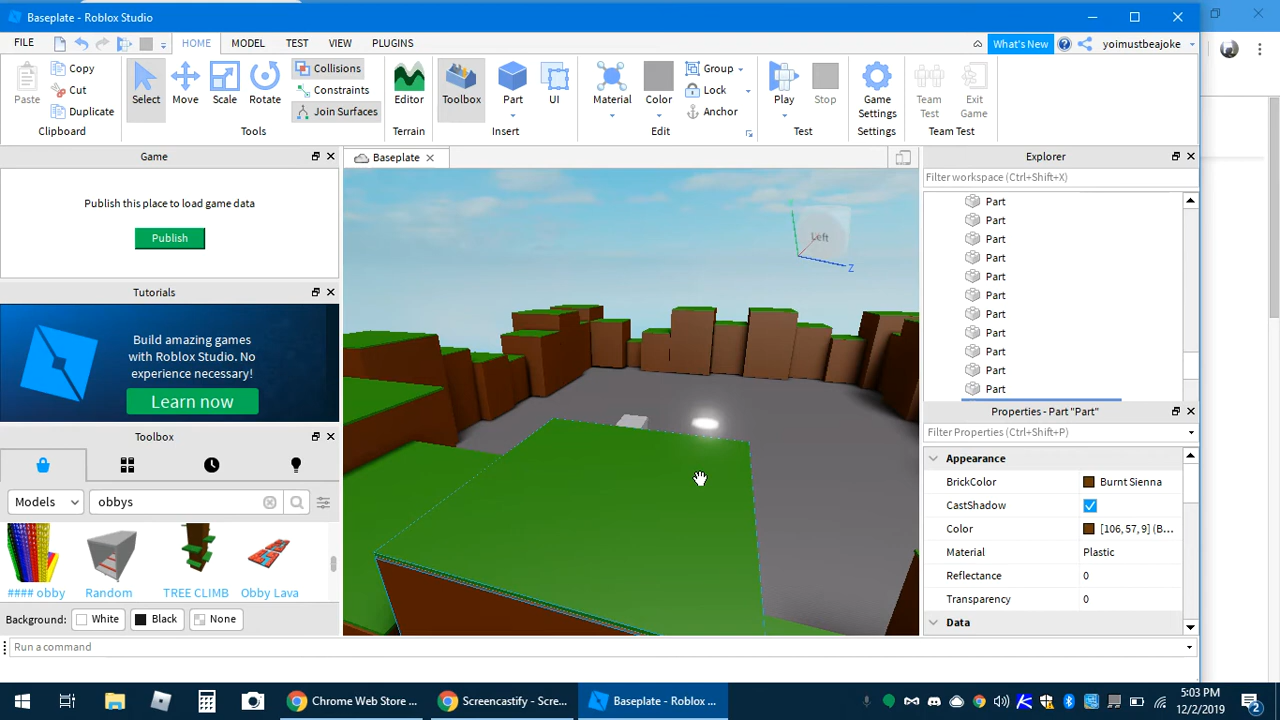 Baseplate - Roblox Studio
FILE
HOME
MODEL
TEST
VIEW
PLUGINS
What's New
yoimustbeajoke
Paste
Copy
Cut
Duplicate
Clipboard
Select
Move
Scale
Rotate
Collisions
Constraints
Join Surfaces
Tools
Editor
Terrain
Toolbox
Part
UI
Insert
Material
Color
Group
Lock
Anchor
Edit
Play
Stop
Test
Game
Settings
Settings
Team
Test
Exit
Game
Team Test
Game
Publish this place to load game data
Publish
Tutorials
Build amazing games
with Roblox Studio. No
experience necessary!
Learn now
Toolbox
Models
obbys
#### obby
Random
TREE CLIMB
Obby Lava
Background:
White
Black
None
Baseplate
Left
Z
Explorer
Filter workspace (Ctrl+Shift+X)
Part
Part
Part
Part
Part
Part
Part
Part
Part
Part
Part
Properties - Part "Part"
Filter Properties (Ctrl+Shift+P)
Appearance
BrickColor
Burnt Sienna
CastShadow
Color
[106, 57, 9] (B...
Material
Plastic
Reflectance
0
Transparency
0
Data
Run a command
Chrome Web Store ...
Screencastify - Scre...
Baseplate - Roblox ...
5:03 PM
12/2/2019
2